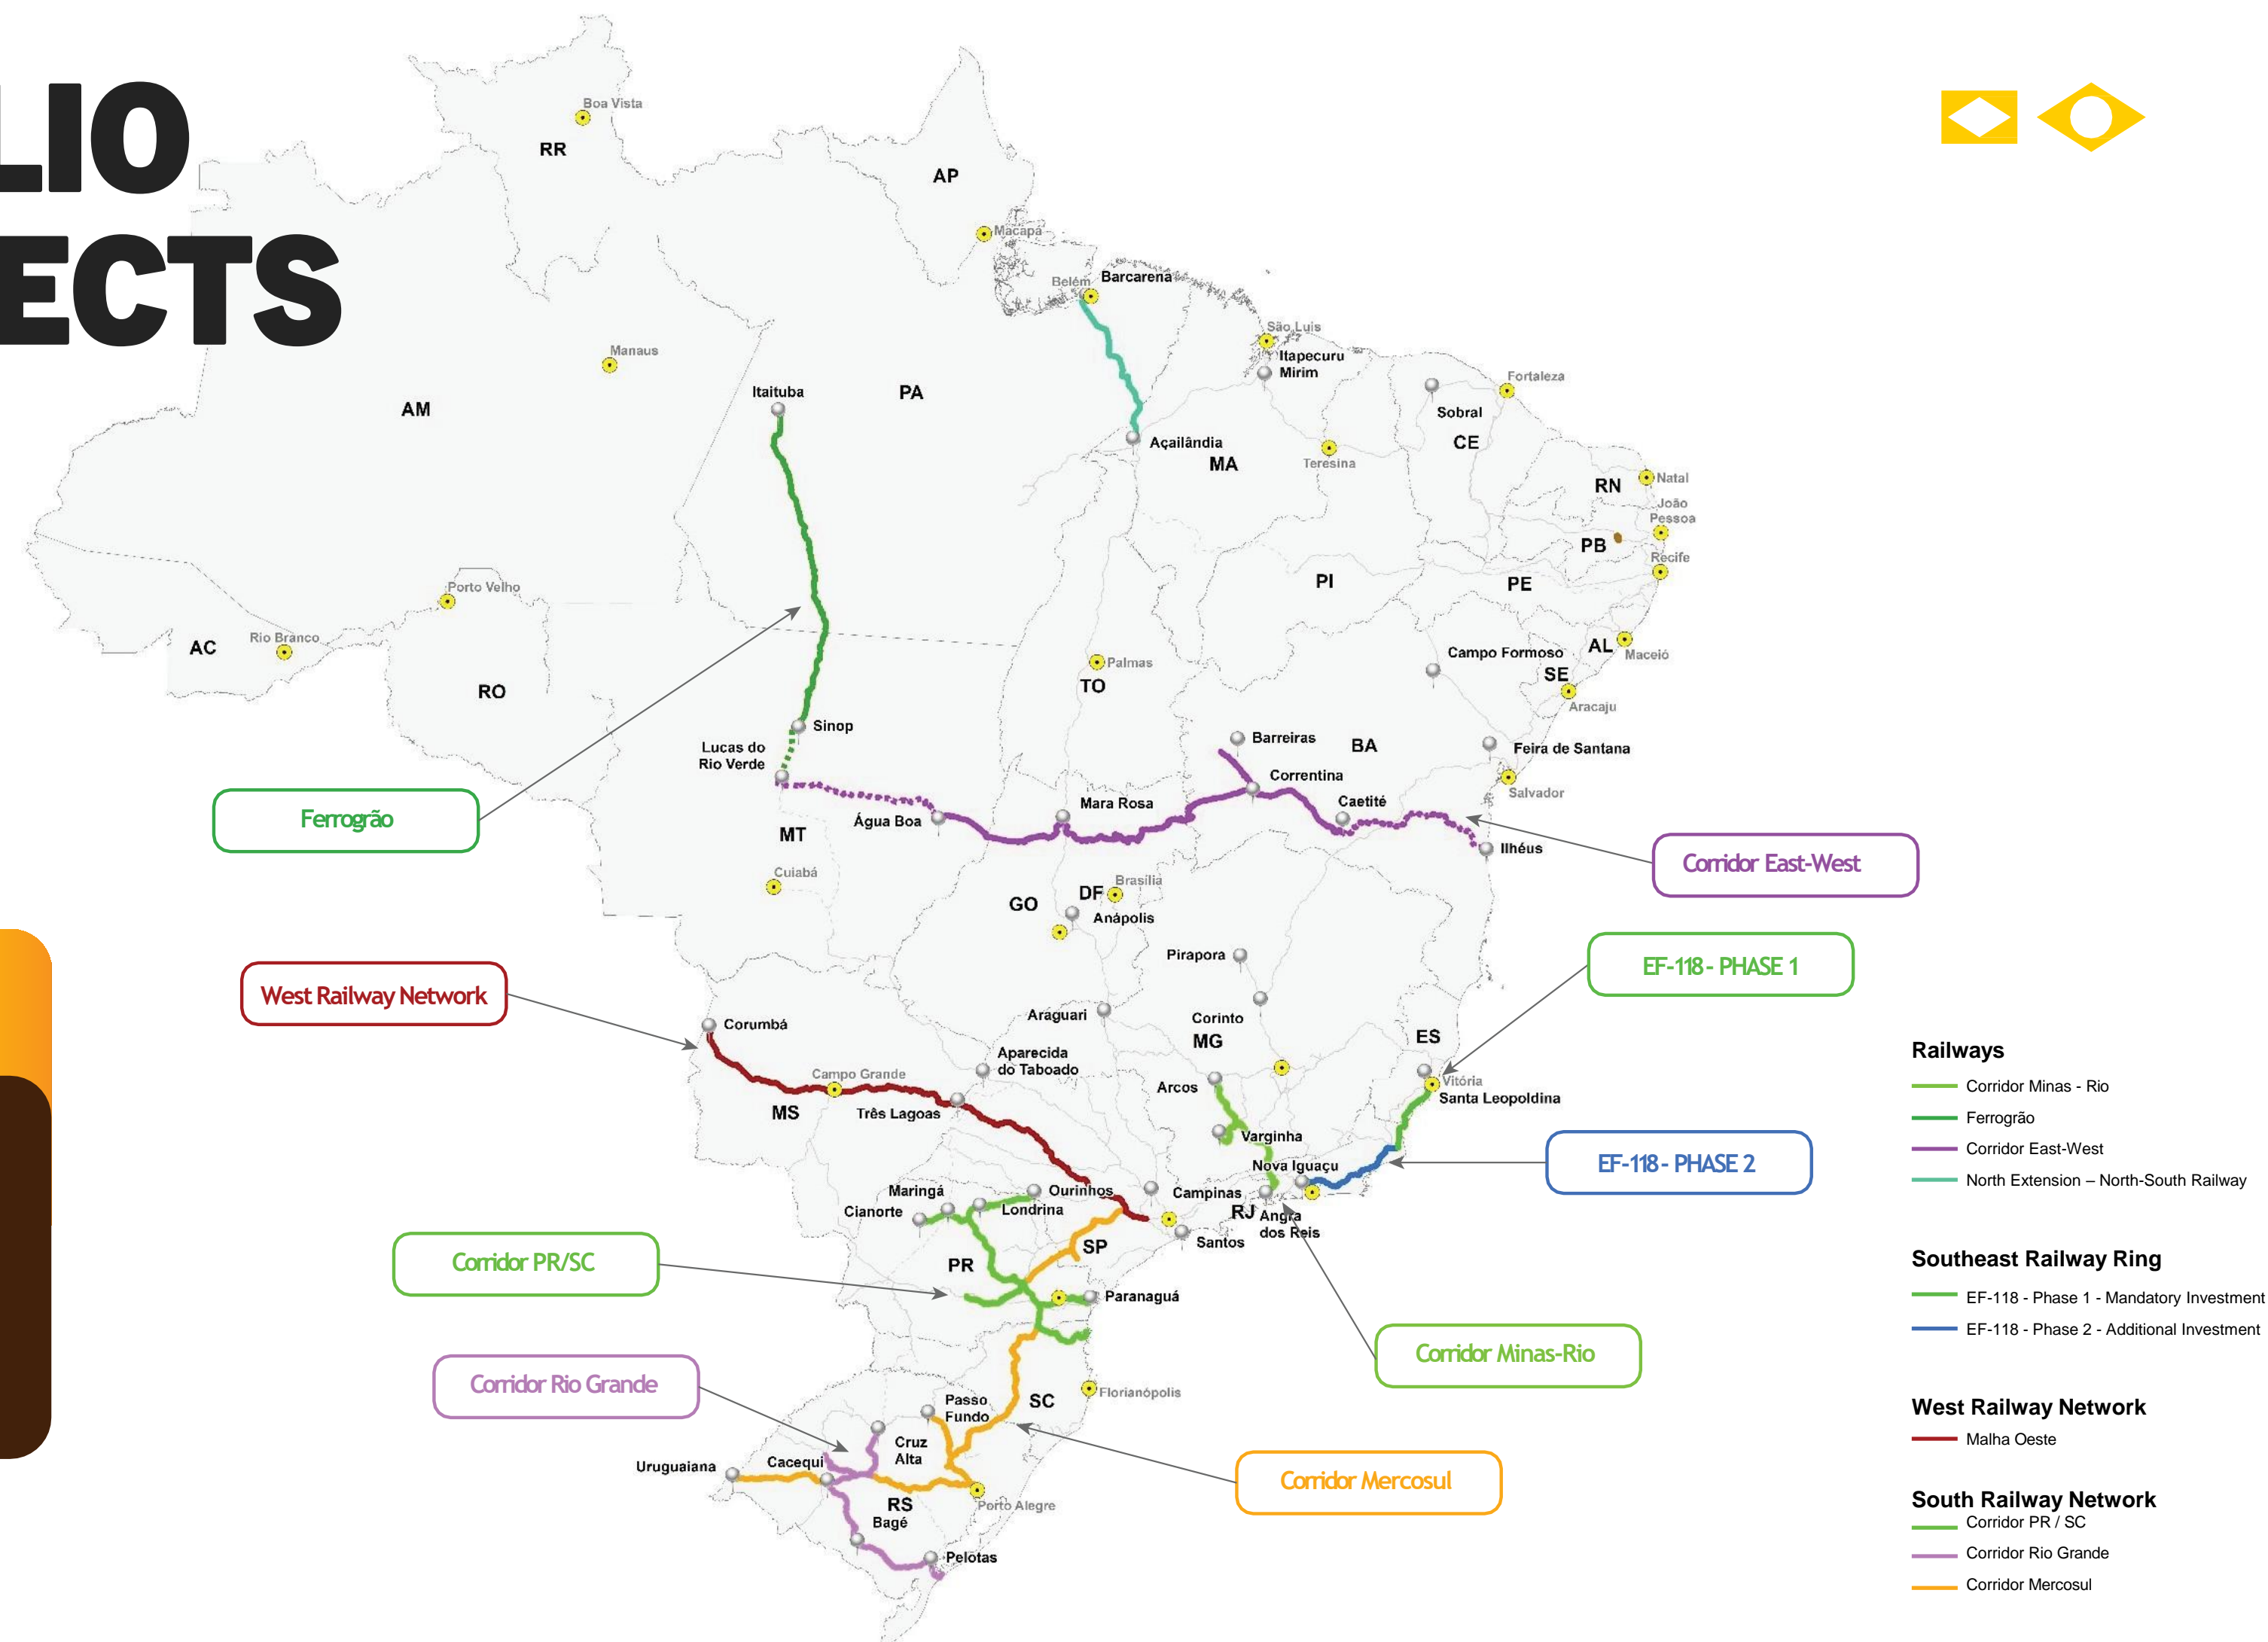 LIO
ECTS
Boa Vista
RR
AP
Macapá
Belém
Barcarena
São Luis
Itapecuru
Mirim
Manaus
Fortaleza
Itaituba
PA
AM
Sobral
CE
Açailândia
MA
Teresina
Natal
RN
João
Pessoa
PB
Recife
PI
PE
Porto Velho
Rio Branco
AC
RO
Palmas
TO
Campo Formoso
AL
Maceió
SE
Aracaju
Sinop
Lucas do
Rio Verde
Barreiras
BA
Feira de Santana
Correntina
Salvador
Mara Rosa
Caetité
Água Boa
MT
Ilhéus
Ferrogrão
Corridor East-West
Cuiabá
Brasília
DF
GO
Anápolis
Pirapora
EF-118 - PHASE 1
West Railway Network
Corumbá
Araguari
Corinto
MG
ES
Aparecida
do Taboado
Campo Grande
Arcos
Vitória
Santa Leopoldina
MS
Três Lagoas
Varginha
Nova Iguaçu
EF-118 - PHASE 2
Maringá
Ourinhos
Campinas
Cianorte
Londrina
RJ
Angra
dos Reis
Santos
SP
PR
Corridor PR/SC
Paranaguá
Corridor Minas-Rio
Corridor Rio Grande
Florianópolis
SC
Passo
Fundo
Cruz
Alta
Uruguaiana
Cacequi
Corridor Mercosul
RS
Porto Alegre
Bagé
Pelotas
Railways
Corridor Minas - Rio
Ferrogrão
Corridor East-West
North Extension – North-South Railway
Southeast Railway Ring
EF-118 - Phase 1 - Mandatory Investment
EF-118 - Phase 2 - Additional Investment
West Railway Network
Malha Oeste
South Railway Network
Corridor PR / SC
Corridor Rio Grande
Corridor Mercosul